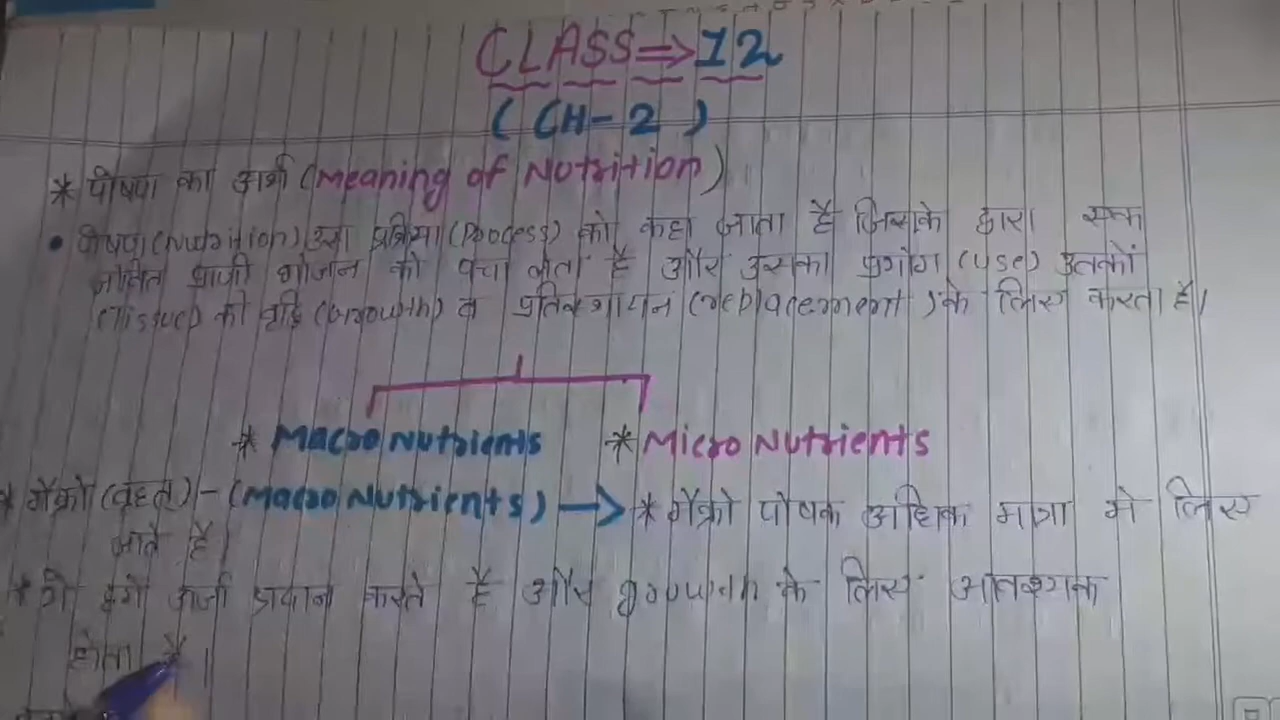 CLASS ⇒ 12
(CH-2)
* पोषण का अर्थ (Meaning of Nutrition)
• पोषण (Nutrition) उस प्रक्रिया (Process) को कहा जाता है जिसके द्वारा एक
जीवित प्राणी भोजन को पचा लेता है और उसका प्रयोग (use) उतकों
(Tissue) की वृद्धि (Growth) व प्रतिस्थापन (replacement) के लिए करता है।
* Macro Nutrients * Micro Nutrients
* मैक्रो (वृहत) - (Macro Nutrients) → * मैक्रो पोषक अधिक मात्रा मे लिए
जाते है।
* ये हमे ऊर्जा प्रदान करते है और growth के लिए आवश्यक
होता है।